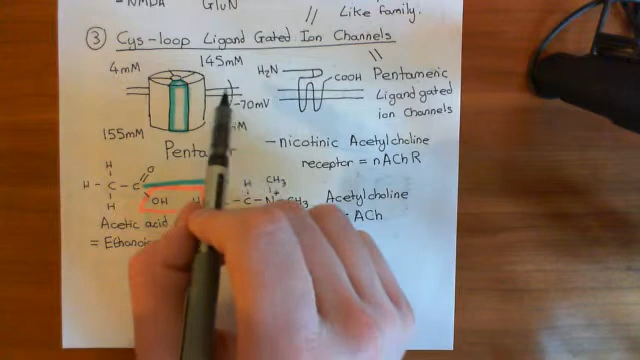 -NMDA GluN
Like family.
③ Cys-loop Ligand Gated Ion Channels
4mM 145mM
H₂N COOH
Pentameric
Ligand gated
ion Channels
-70mV
155mM
Pentamer
-nicotinic Acetylcholine
receptor = nAChR
H O
H-C-C
H OH
H CH₃
-C-N⁺-CH₃
Acetylcholine
ACh
Acetic acid